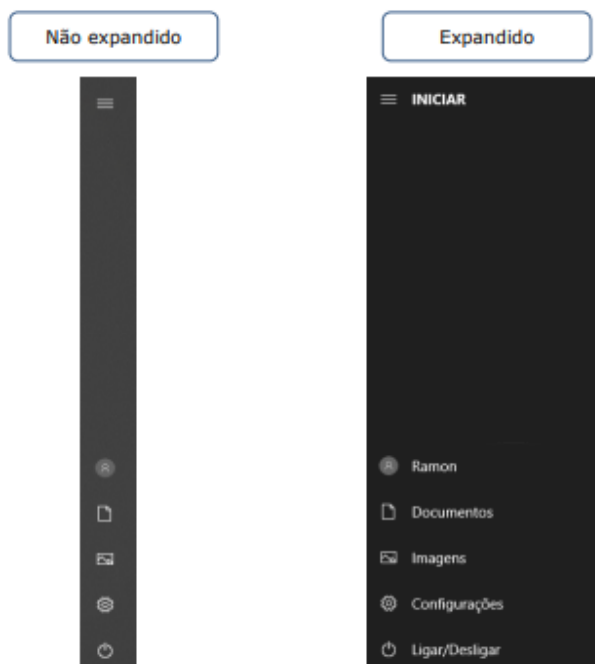 Não expandido
Expandido
INICIAR
Ramon
Documentos
Imagens
Configurações
Ligar/Desligar